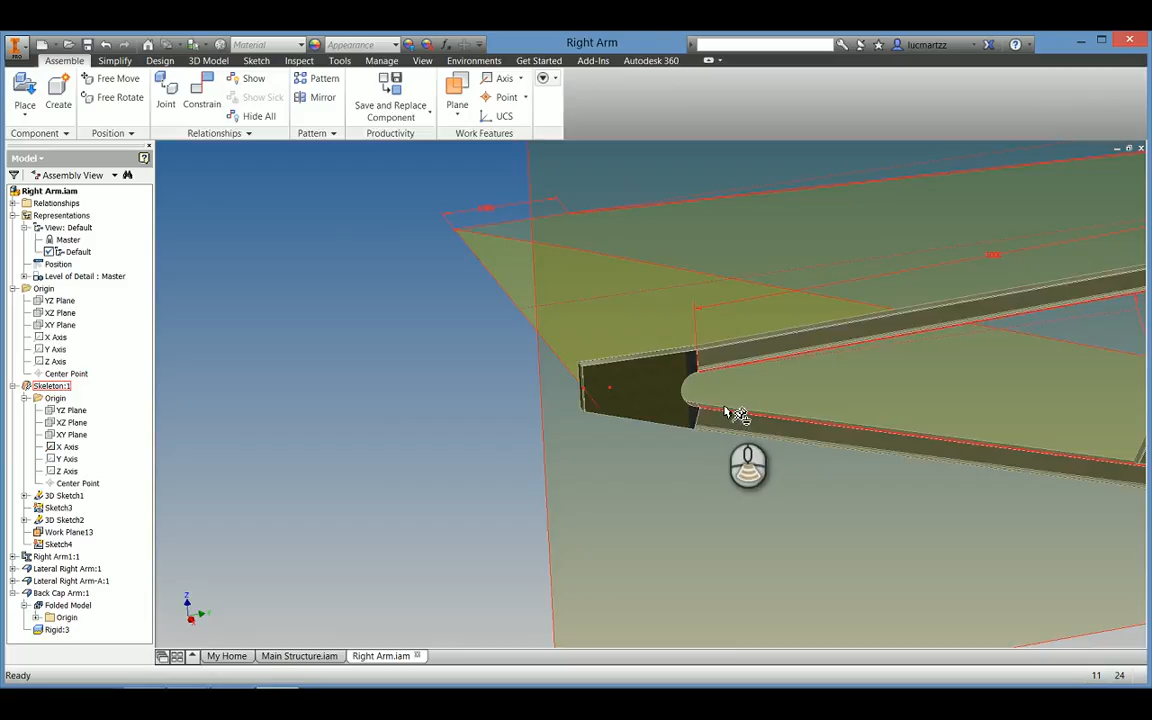 PRO
Material
Appearance
Right Arm
lucmartzz
Assemble
Simplify
Design
3D Model
Sketch
Inspect
Tools
Manage
View
Environments
Get Started
Add-Ins
Autodesk 360
Place
Create
Free Move
Free Rotate
Joint
Constrain
Show
Show Sick
Hide All
Pattern
Mirror
Save and Replace
Component
Plane
Axis
Point
UCS
Component
Position
Relationships
Pattern
Productivity
Work Features
Model
Assembly View
Right Arm.iam
Relationships
Representations
View: Default
Master
Default
Position
Level of Detail : Master
Origin
YZ Plane
XZ Plane
XY Plane
X Axis
Y Axis
Z Axis
Center Point
Skeleton:1
Origin
YZ Plane
XZ Plane
XY Plane
X Axis
Y Axis
Z Axis
Center Point
3D Sketch1
Sketch3
3D Sketch2
Work Plane13
Sketch4
Right Arm1:1
Lateral Right Arm:1
Lateral Right Arm-A:1
Back Cap Arm:1
Folded Model
Origin
Rigid:3
Z
My Home
Main Structure.iam
Right Arm.iam
Ready
11
24